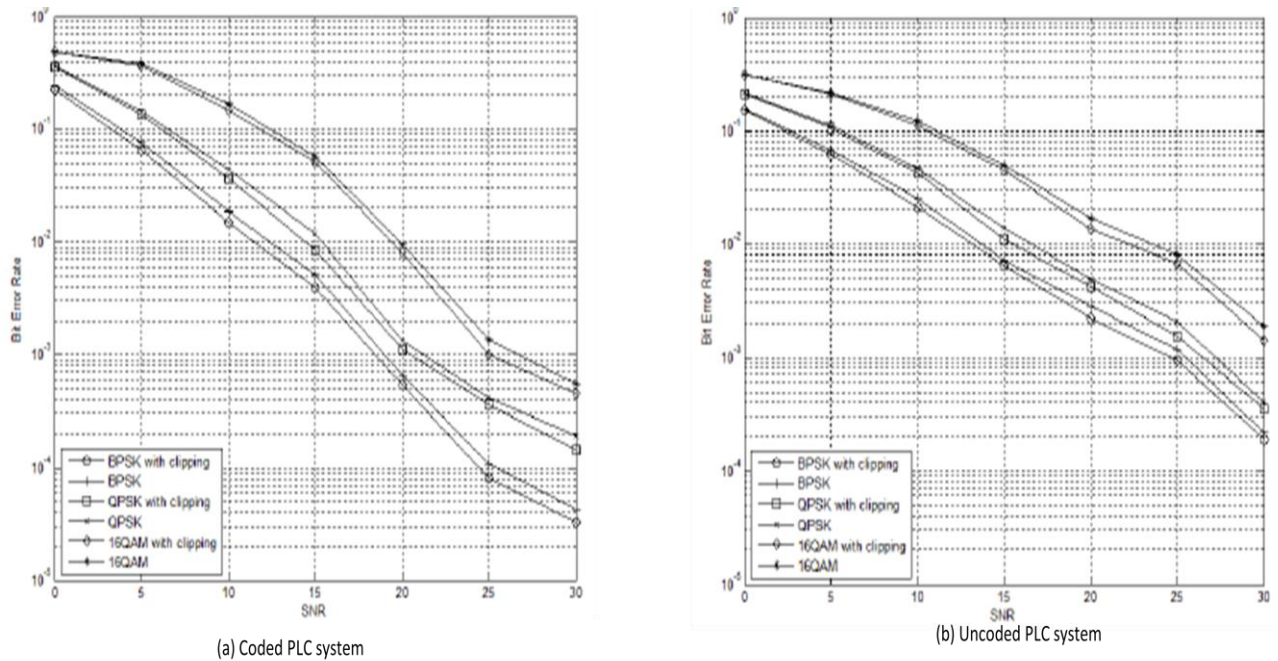 10^0
10^-1
10^-2
10^-3
10^-4
10^-5
Bit Error Rate
BPSK with clipping
BPSK
QPSK with clipping
QPSK
16QAM with clipping
16QAM
0 5 10 15 20 25 30
SNR
(a) Coded PLC system
10^0
10^-1
10^-2
10^-3
10^-4
10^-5
Bit Error Rate
BPSK with clipping
BPSK
QPSK with clipping
QPSK
16QAM with clipping
16QAM
0 5 10 15 20 25 30
SNR
(b) Uncoded PLC system